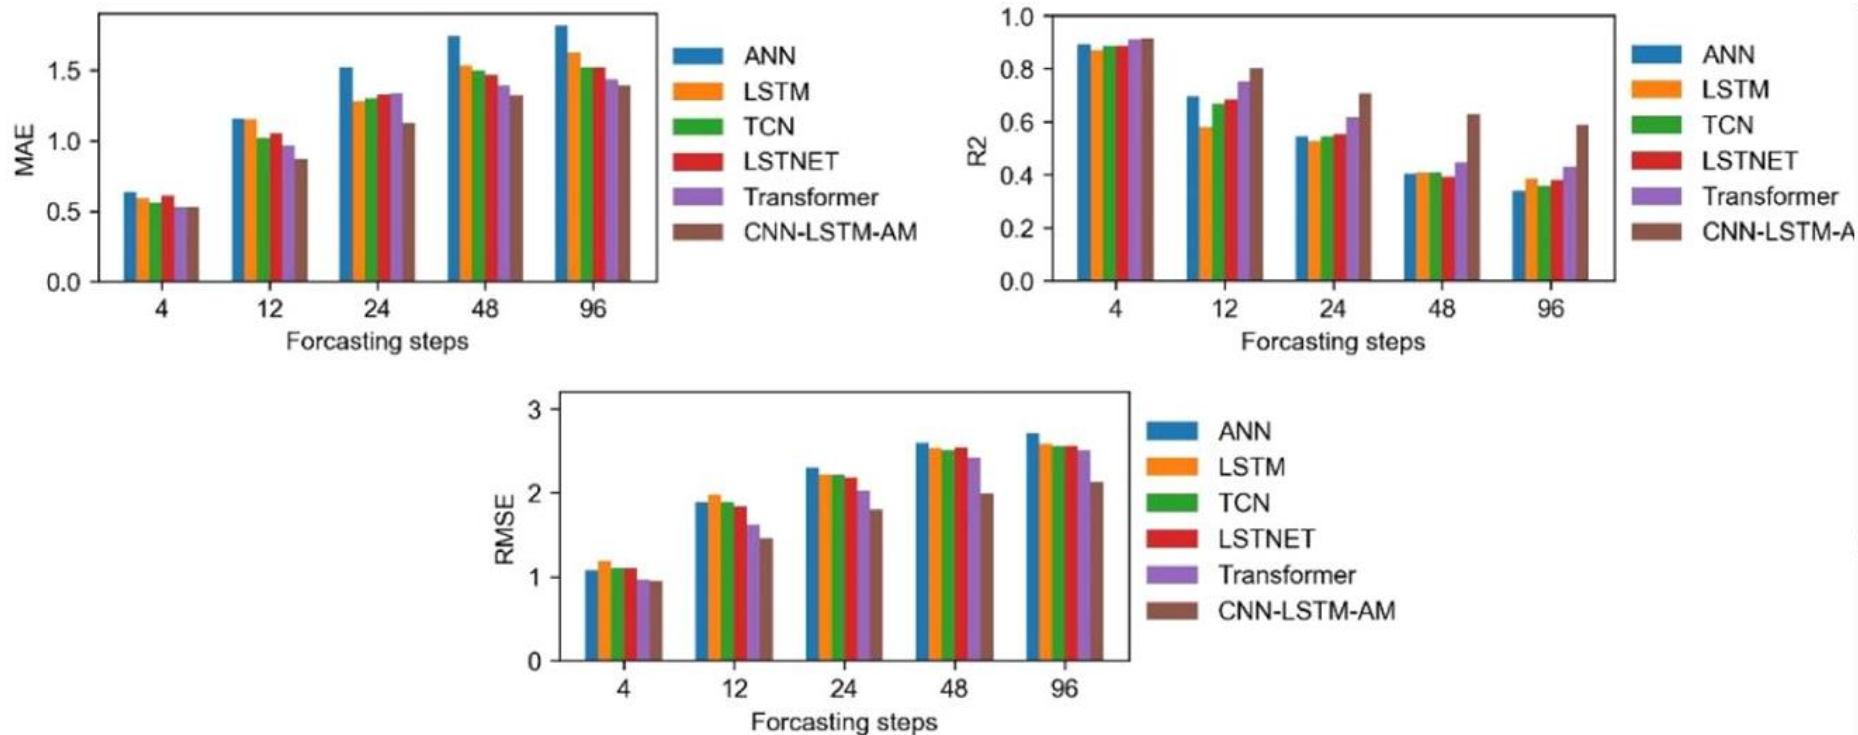 MAE
1.5
1.0
0.5
0.0
4 12 24 48 96
Forcasting steps
ANN
LSTM
TCN
LSTNET
Transformer
CNN-LSTM-AM
R2
1.0
0.8
0.6
0.4
0.2
0.0
4 12 24 48 96
Forcasting steps
ANN
LSTM
TCN
LSTNET
Transformer
CNN-LSTM-A
RMSE
3
2
1
0
4 12 24 48 96
Forcasting steps
ANN
LSTM
TCN
LSTNET
Transformer
CNN-LSTM-AM